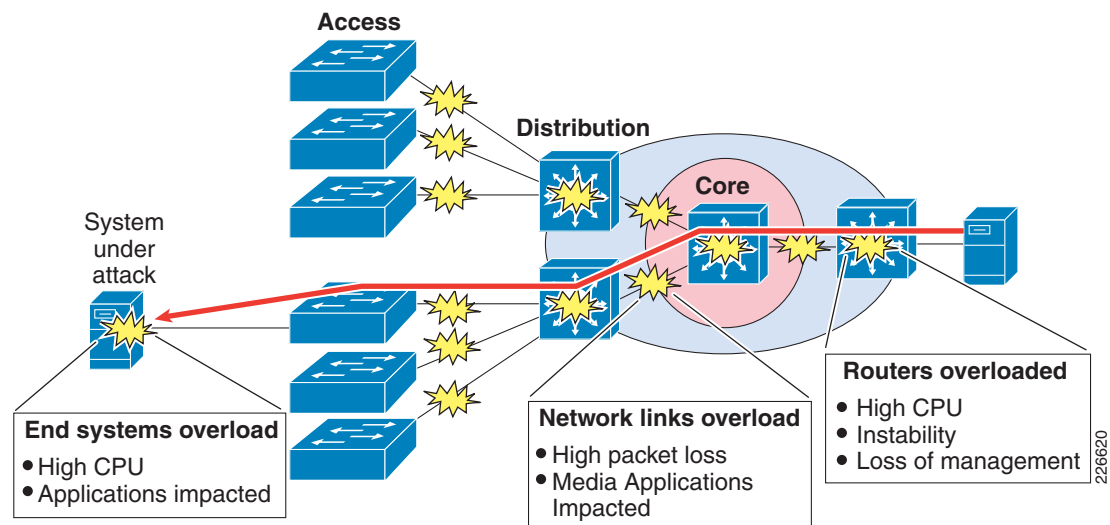 Access
Distribution
Core
System
under
attack
End systems overload
• High CPU
• Applications impacted
Network links overload
• High packet loss
• Media Applications
Impacted
Routers overloaded
• High CPU
• Instability
• Loss of management
226620